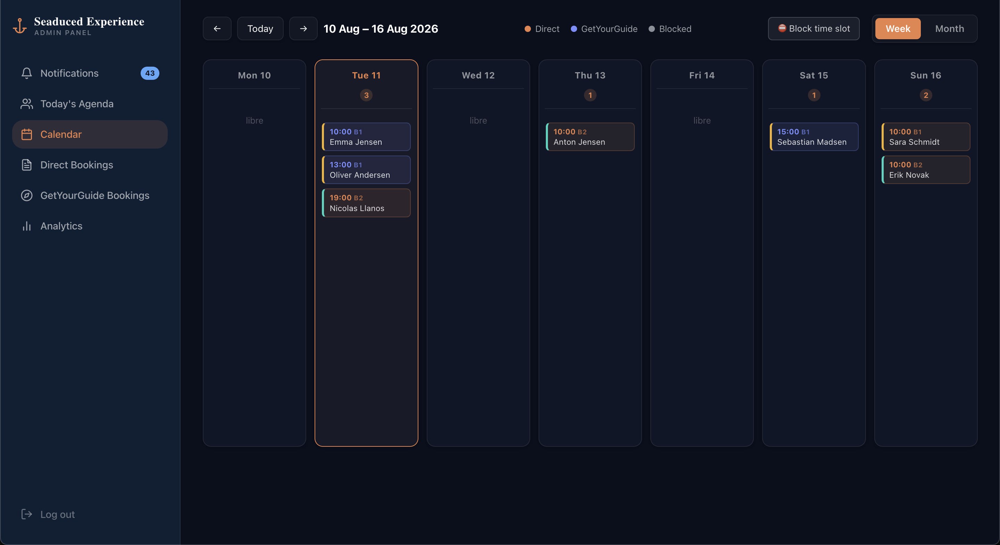 Seaduced Experience
ADMIN PANEL
Notifications 43
Today's Agenda
Calendar
Direct Bookings
GetYourGuide Bookings
Analytics
Log out
← Today → 10 Aug – 16 Aug 2026
Direct GetYourGuide Blocked
Block time slot
Week Month
Mon 10
libre
Tue 11
3
10:00 B1
Emma Jensen
13:00 B1
Oliver Andersen
19:00 B2
Nicolas Llanos
Wed 12
libre
Thu 13
1
10:00 B2
Anton Jensen
Fri 14
libre
Sat 15
1
15:00 B1
Sebastian Madsen
Sun 16
2
10:00 B1
Sara Schmidt
10:00 B2
Erik Novak